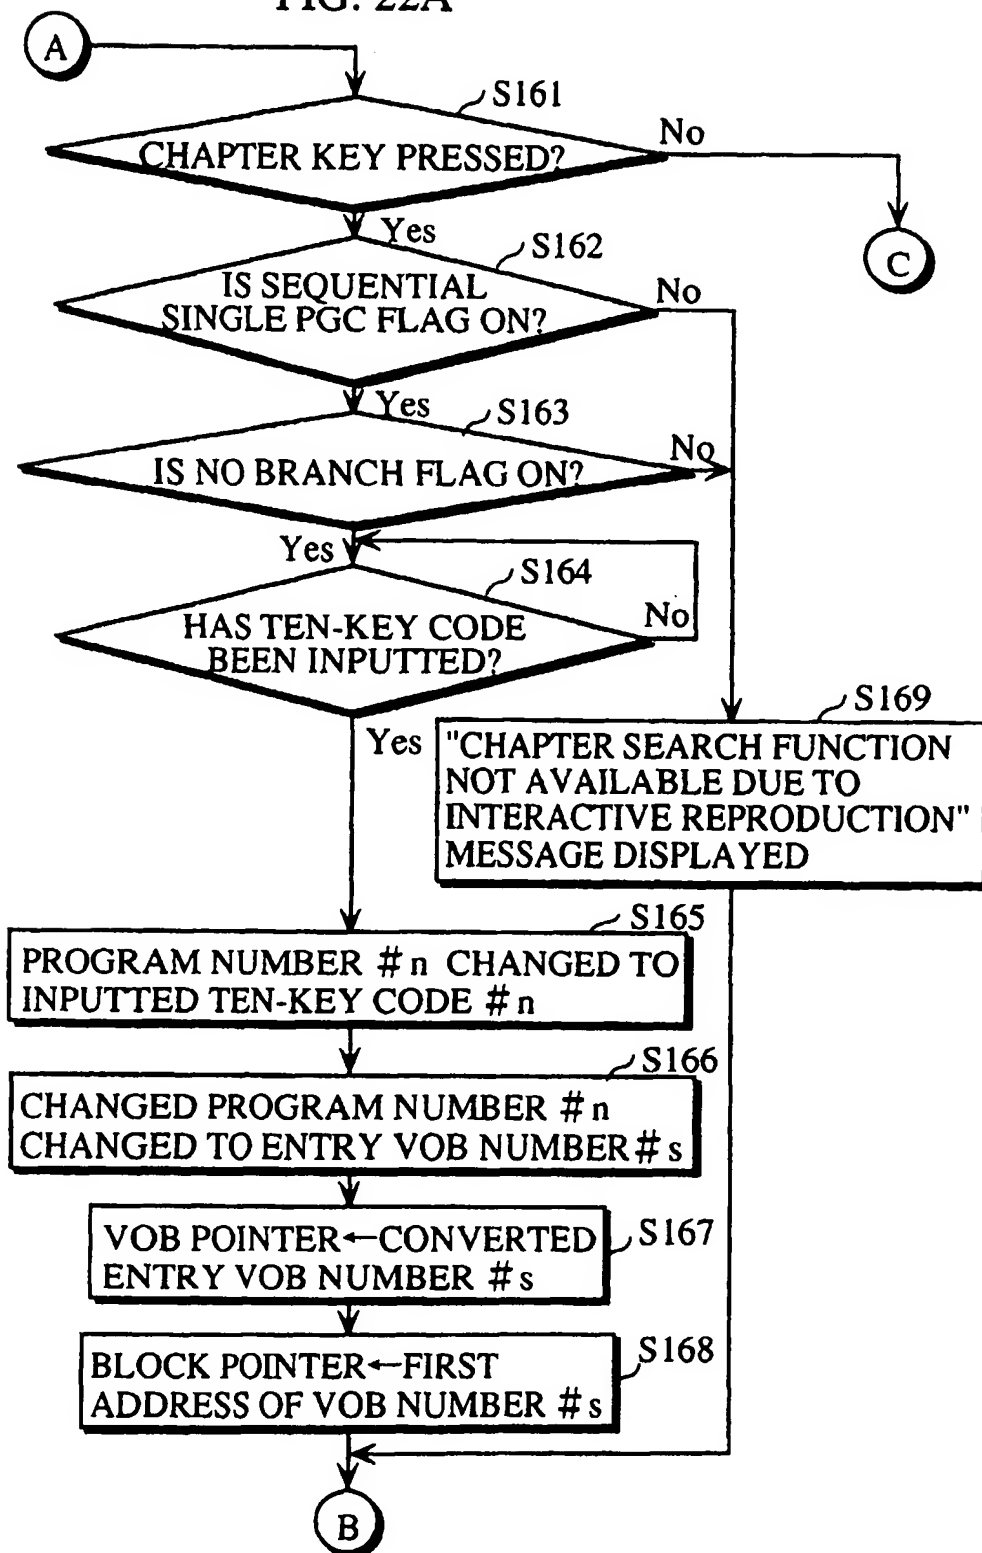 FIG. 22A
A
S161
CHAPTER KEY PRESSED?
No
Yes
C
S162
IS SEQUENTIAL
SINGLE PGC FLAG ON?
No
Yes
S163
IS NO BRANCH FLAG ON?
No
Yes
S164
HAS TEN-KEY CODE
BEEN INPUTTED?
No
Yes
S169
"CHAPTER SEARCH FUNCTION
NOT AVAILABLE DUE TO
INTERACTIVE REPRODUCTION"
MESSAGE DISPLAYED
S165
PROGRAM NUMBER #n CHANGED TO
INPUTTED TEN-KEY CODE #n
S166
CHANGED PROGRAM NUMBER #n
CHANGED TO ENTRY VOB NUMBER #s
S167
VOB POINTER←CONVERTED
ENTRY VOB NUMBER #s
S168
BLOCK POINTER←FIRST
ADDRESS OF VOB NUMBER #s
B